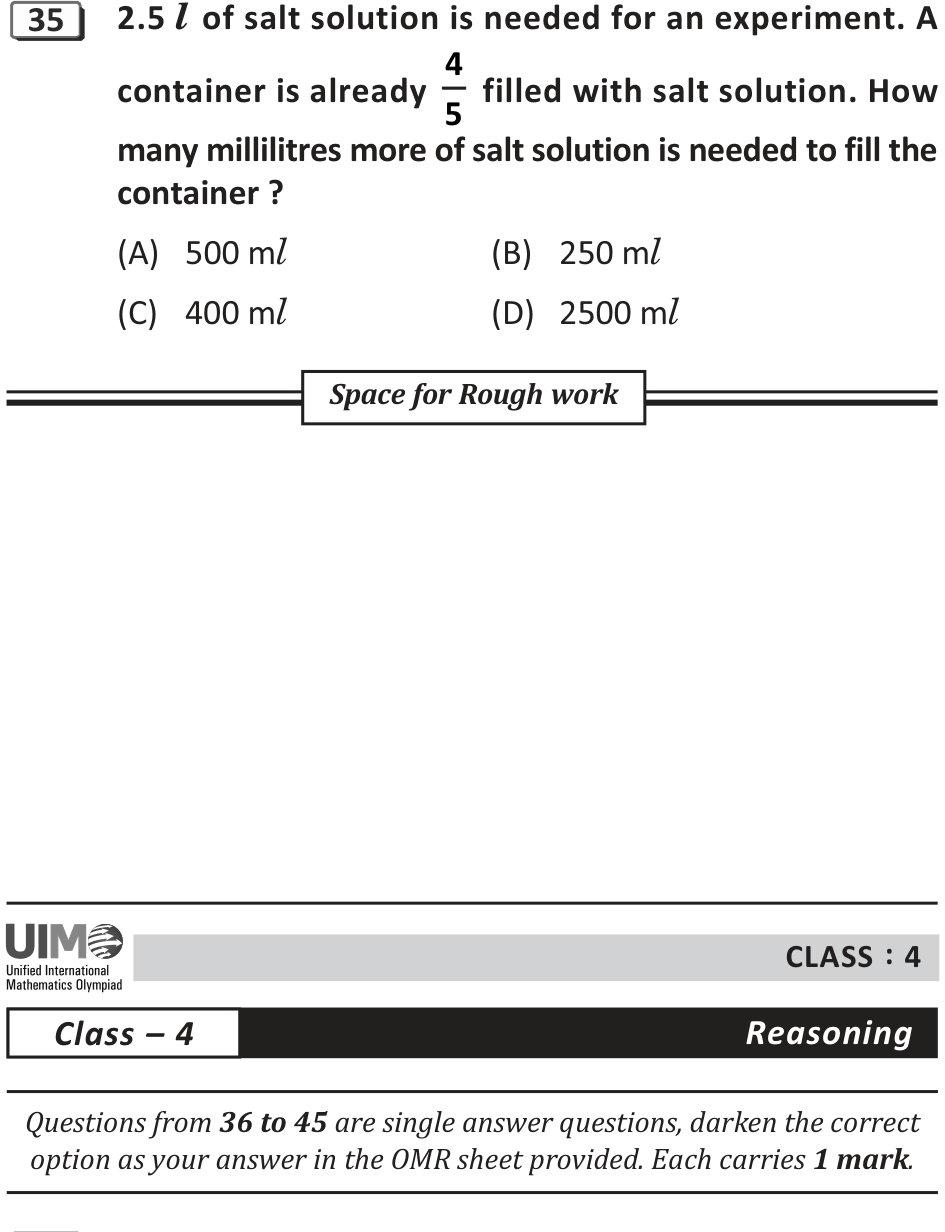 35 2.5 l of salt solution is needed for an experiment. A
container is already 4/5 filled with salt solution. How
many millilitres more of salt solution is needed to fill the
container ?
(A) 500 ml (B) 250 ml
(C) 400 ml (D) 2500 ml
Space for Rough work
UIMO
Unified International
Mathematics Olympiad
CLASS : 4
Class – 4 Reasoning
Questions from 36 to 45 are single answer questions, darken the correct
option as your answer in the OMR sheet provided. Each carries 1 mark.